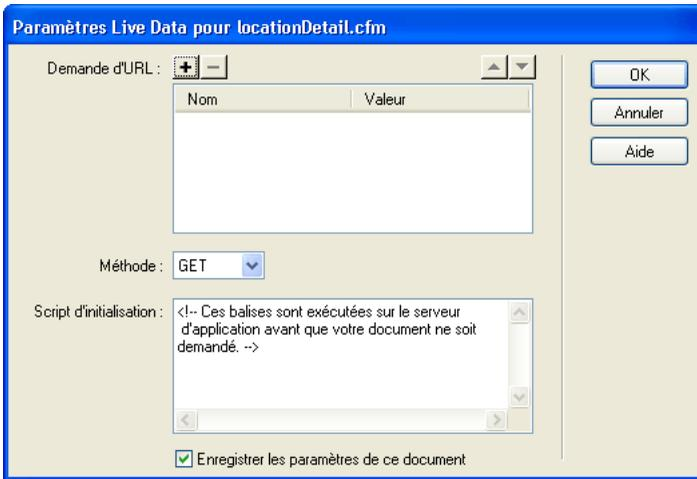 Paramètres Live Data pour locationDetail.cfm
Demande d'URL :
Nom Valeur
OK
Annuler
Aide
Méthode : GET
Script d'initialisation : <!-- Ces balises sont exécutées sur le serveur
d'application avant que votre document ne soit
demandé. -->
Enregistrer les paramètres de ce document